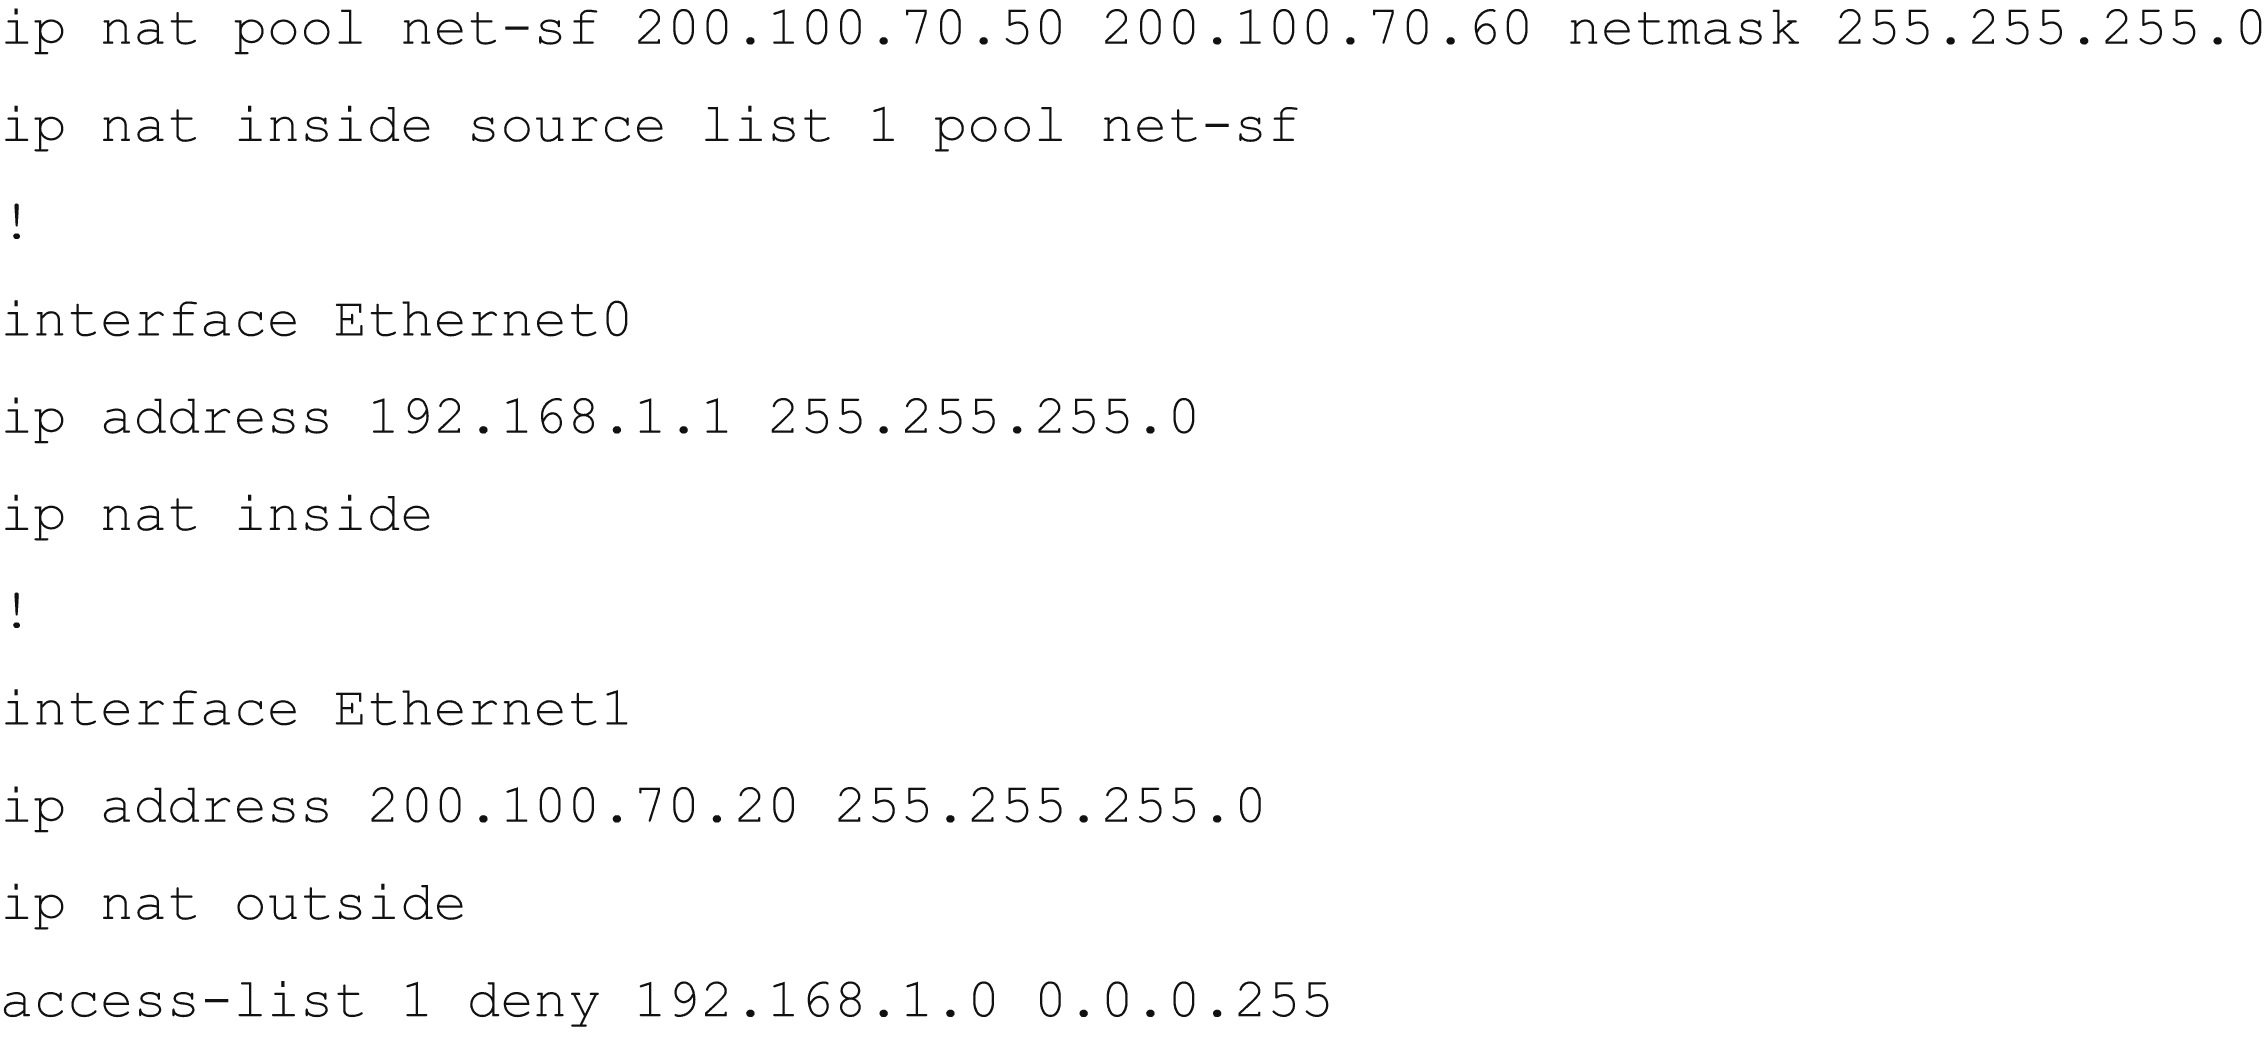 ip nat pool net-sf 200.100.70.50 200.100.70.60 netmask 255.255.255.0
ip nat inside source list 1 pool net-sf
!
interface Ethernet0
ip address 192.168.1.1 255.255.255.0
ip nat inside
!
interface Ethernet1
ip address 200.100.70.20 255.255.255.0
ip nat outside
access-list 1 deny 192.168.1.0 0.0.0.255